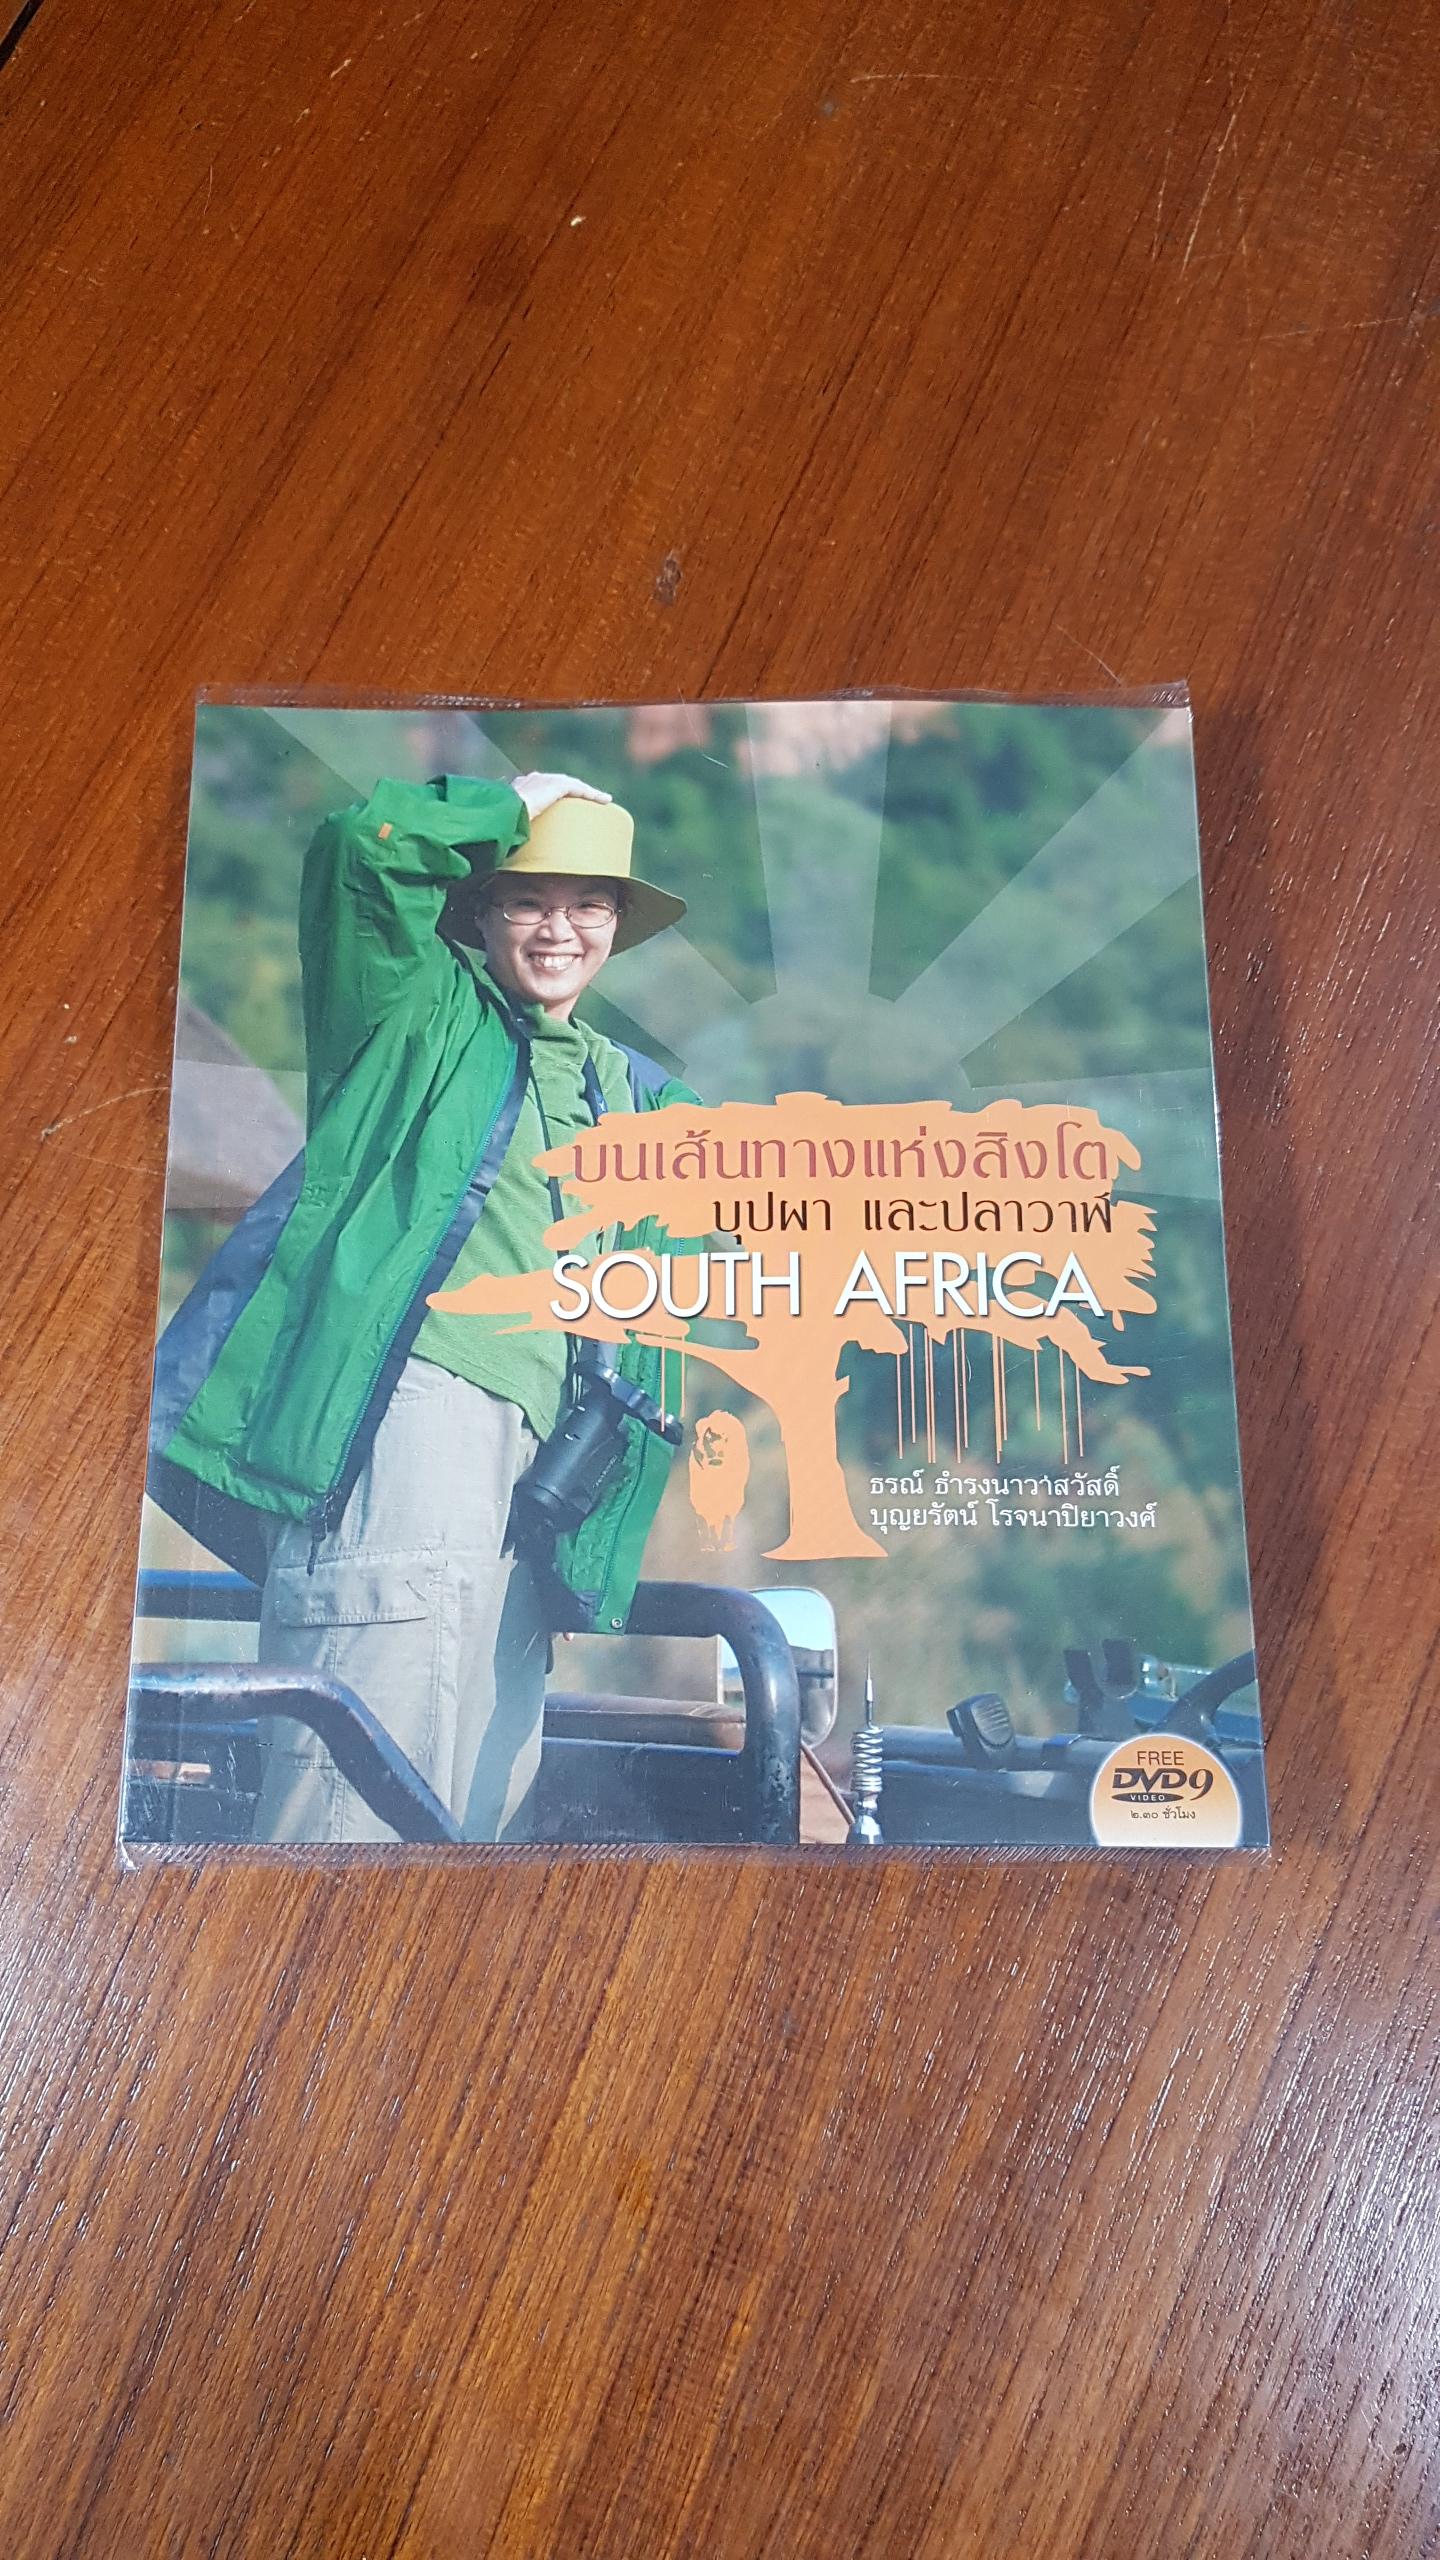 บนเส้นทางแห่งสิงโต
บุปผา และปลาวาฬ
SOUTH AFRICA
ธรณ์ ธำรงนาวาสวัสดิ์
บุญยรัตน์ โรจนาปิยาวงศ์
FREE
DVD9
VIDEO
๒.๓๐ ชั่วโมง